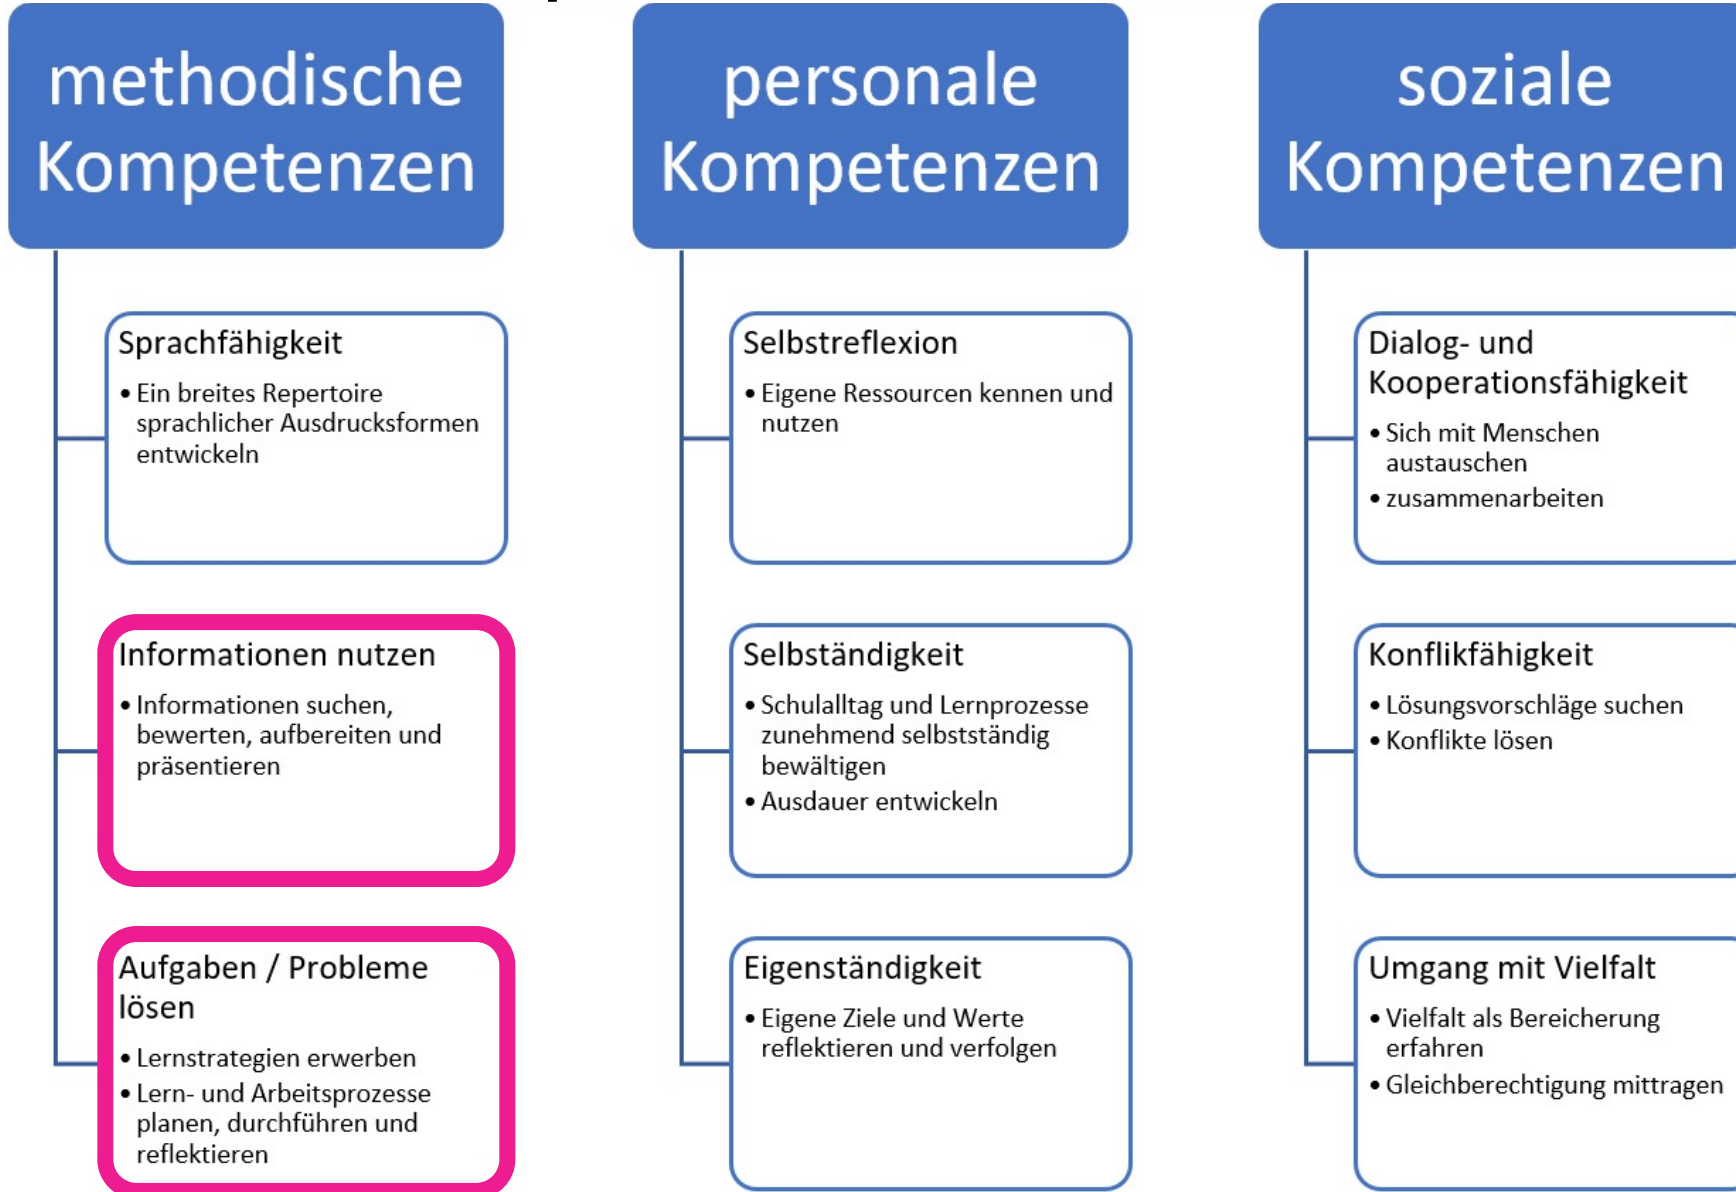 methodische
Kompetenzen
Sprachfähigkeit
• Ein breites Repertoire
sprachlicher Ausdrucksformen
entwickeln
Informationen nutzen
• Informationen suchen,
bewerten, aufbereiten und
präsentieren
Aufgaben / Probleme
lösen
• Lernstrategien erwerben
• Lern- und Arbeitsprozesse
planen, durchführen und
reflektieren
personale
Kompetenzen
Selbstreflexion
• Eigene Ressourcen kennen und
nutzen
Selbständigkeit
• Schulalltag und Lernprozesse
zunehmend selbstständig
bewältigen
• Ausdauer entwickeln
Eigenständigkeit
• Eigene Ziele und Werte
reflektieren und verfolgen
soziale
Kompetenzen
Dialog- und
Kooperationsfähigkeit
• Sich mit Menschen
austauschen
• zusammenarbeiten
Konflikfähigkeit
• Lösungsvorschläge suchen
• Konflikte lösen
Umgang mit Vielfalt
• Vielfalt als Bereicherung
erfahren
• Gleichberechtigung mittragen